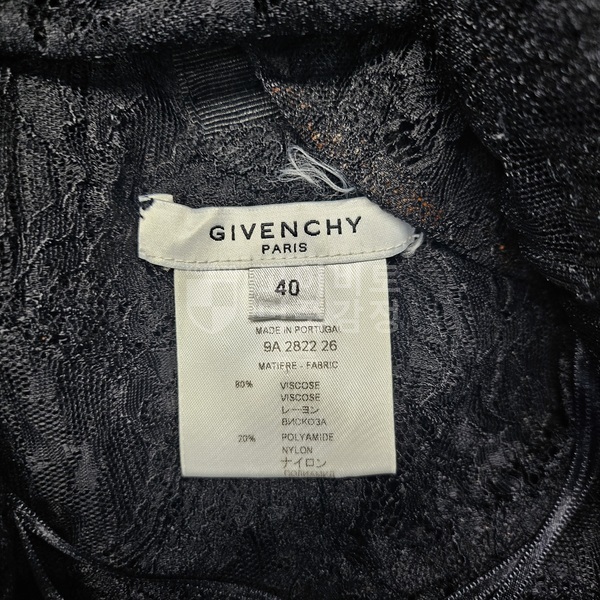 GIVENCHY
PARIS
40
MADE IN PORTUGAL
9A 2822 26
MATIERE - FABRIC
80% VISCOSE
VISCOSE
レーヨン
ВИСКОЗА
20% POLYAMIDE
NYLON
ナイロン